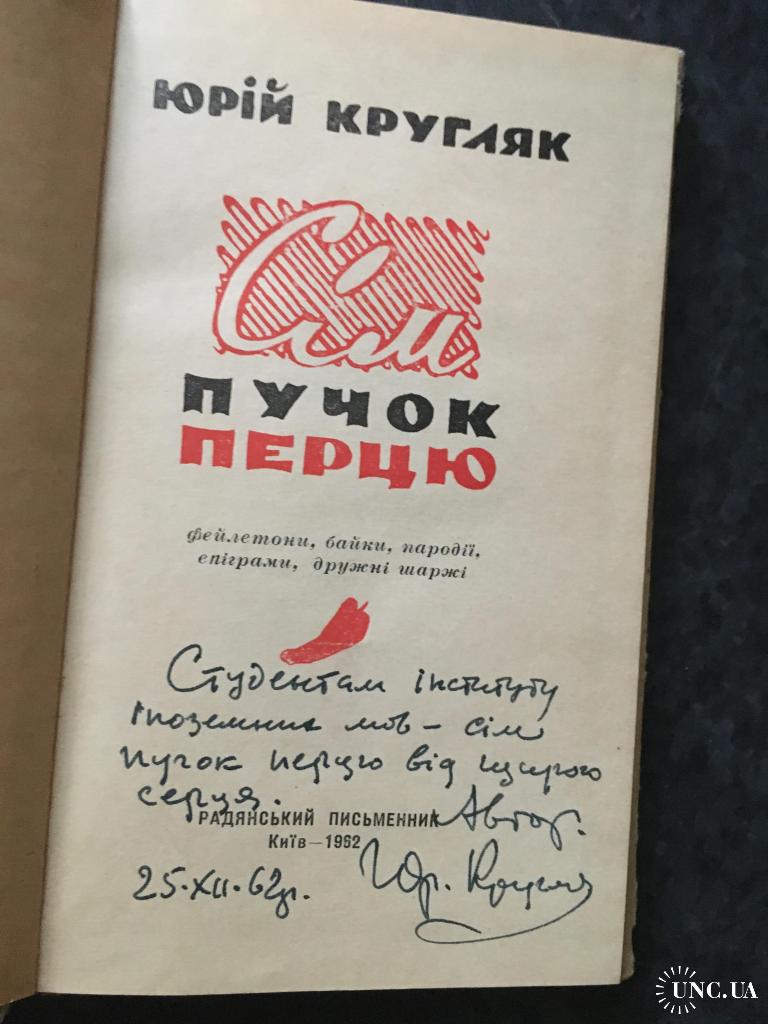 ЮРІЙ КРУГЛЯК
Сім
ПУЧОК
ПЕРЦЮ
фейлетони, байки, пародії,
епіграми, дружні шаржі
Студентам інституту
іноземних мов – сім
пучок перцю від щирого
серця.
Автор.
РАДЯНСЬКИЙ ПИСЬМЕННИК
Київ—1962
25.XII.62р.
Юр. Кругляк
UNC.UA